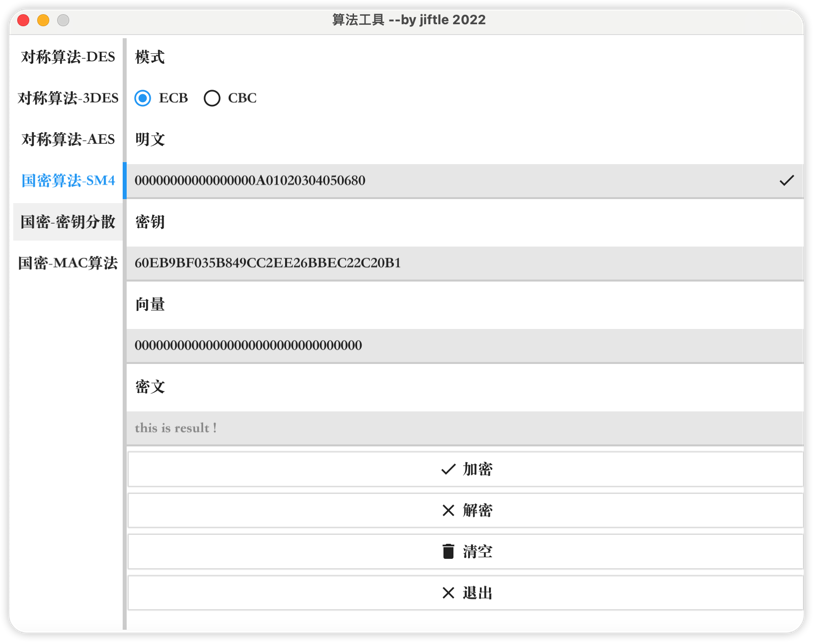 算法工具 --by jiftle 2022
对称算法-DES
对称算法-3DES
对称算法-AES
国密算法-SM4
国密-密钥分散
国密-MAC算法
模式
ECB CBC
明文
00000000000000000A01020304050680
密钥
60EB9BF035B849CC2EE26BBEC22C20B1
向量
00000000000000000000000000000000
密文
this is result !
加密
解密
清空
退出